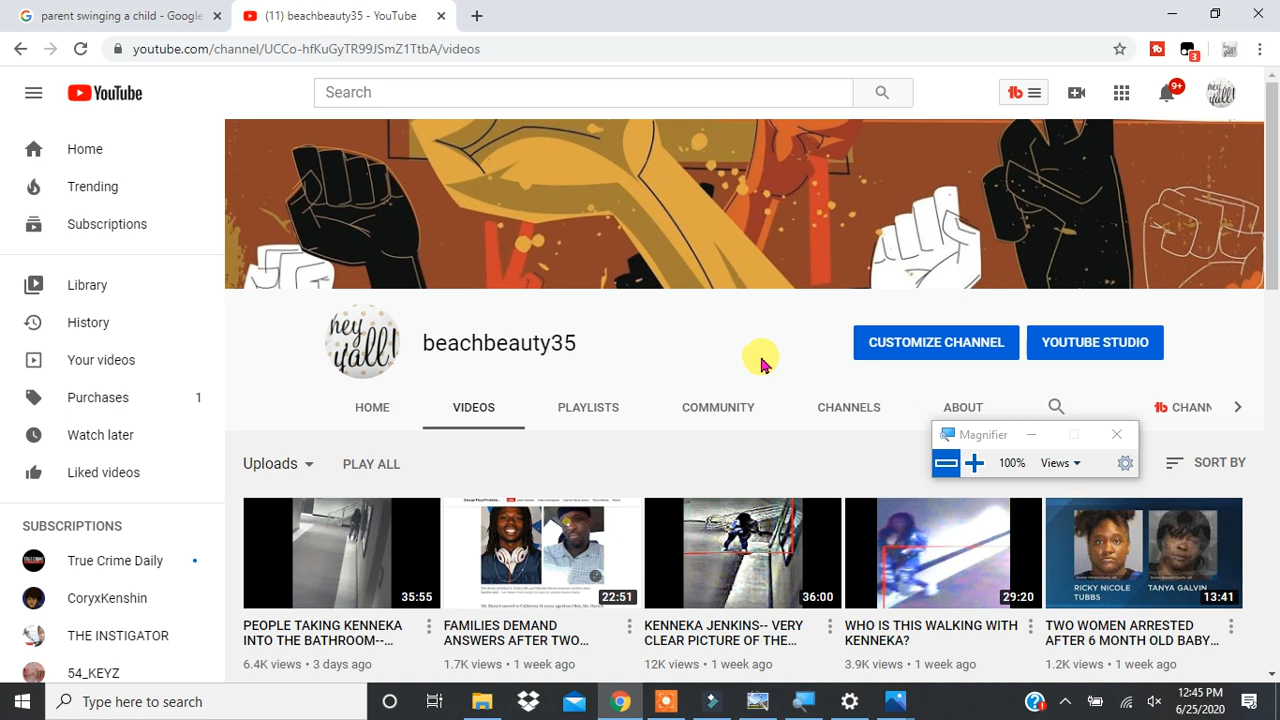 parent swinging a child - Google
(11) beachbeauty35 - YouTube
youtube.com/channel/UCCo-hfKuGyTR99JSmZ1TtbA/videos
3
YouTube
Search
9+
hey y'all!
Home
Trending
Subscriptions
Library
History
Your videos
Purchases 1
Watch later
Liked videos
SUBSCRIPTIONS
True Crime Daily
CoryxKenshin
THE INSTIGATOR
54_KEYZ
hey y'all!
beachbeauty35
CUSTOMIZE CHANNEL
YOUTUBE STUDIO
HOME VIDEOS PLAYLISTS COMMUNITY CHANNELS ABOUT CHANN
Magnifier
100% Views
Uploads PLAY ALL SORT BY
35:55
22:51
36:00
29:20
RICKY NICOLE TUBBS
TANYA GALVIN
13:41
PEOPLE TAKING KENNEKA
INTO THE BATHROOM--...
6.4K views • 3 days ago
FAMILIES DEMAND
ANSWERS AFTER TWO...
1.7K views • 1 week ago
KENNEKA JENKINS-- VERY
CLEAR PICTURE OF THE...
12K views • 1 week ago
WHO IS THIS WALKING WITH
KENNEKA?
3.9K views • 1 week ago
TWO WOMEN ARRESTED
AFTER 6 MONTH OLD BABY...
1.2K views • 1 week ago
Type here to search
12:45 PM
6/25/2020